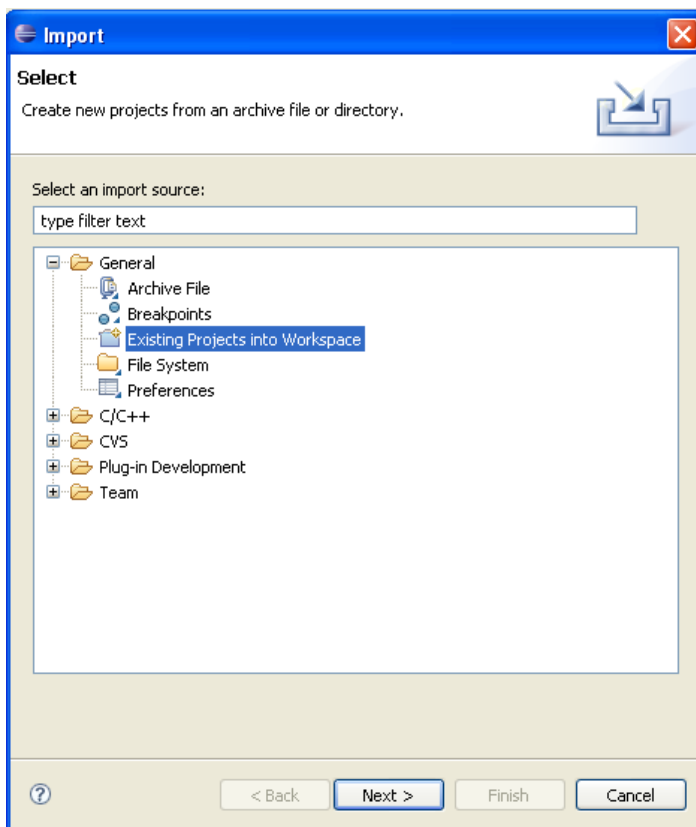 Import
Select
Create new projects from an archive file or directory.
Select an import source:
type filter text
General
Archive File
Breakpoints
Existing Projects into Workspace
File System
Preferences
C/C++
CVS
Plug-in Development
Team
? < Back Next > Finish Cancel